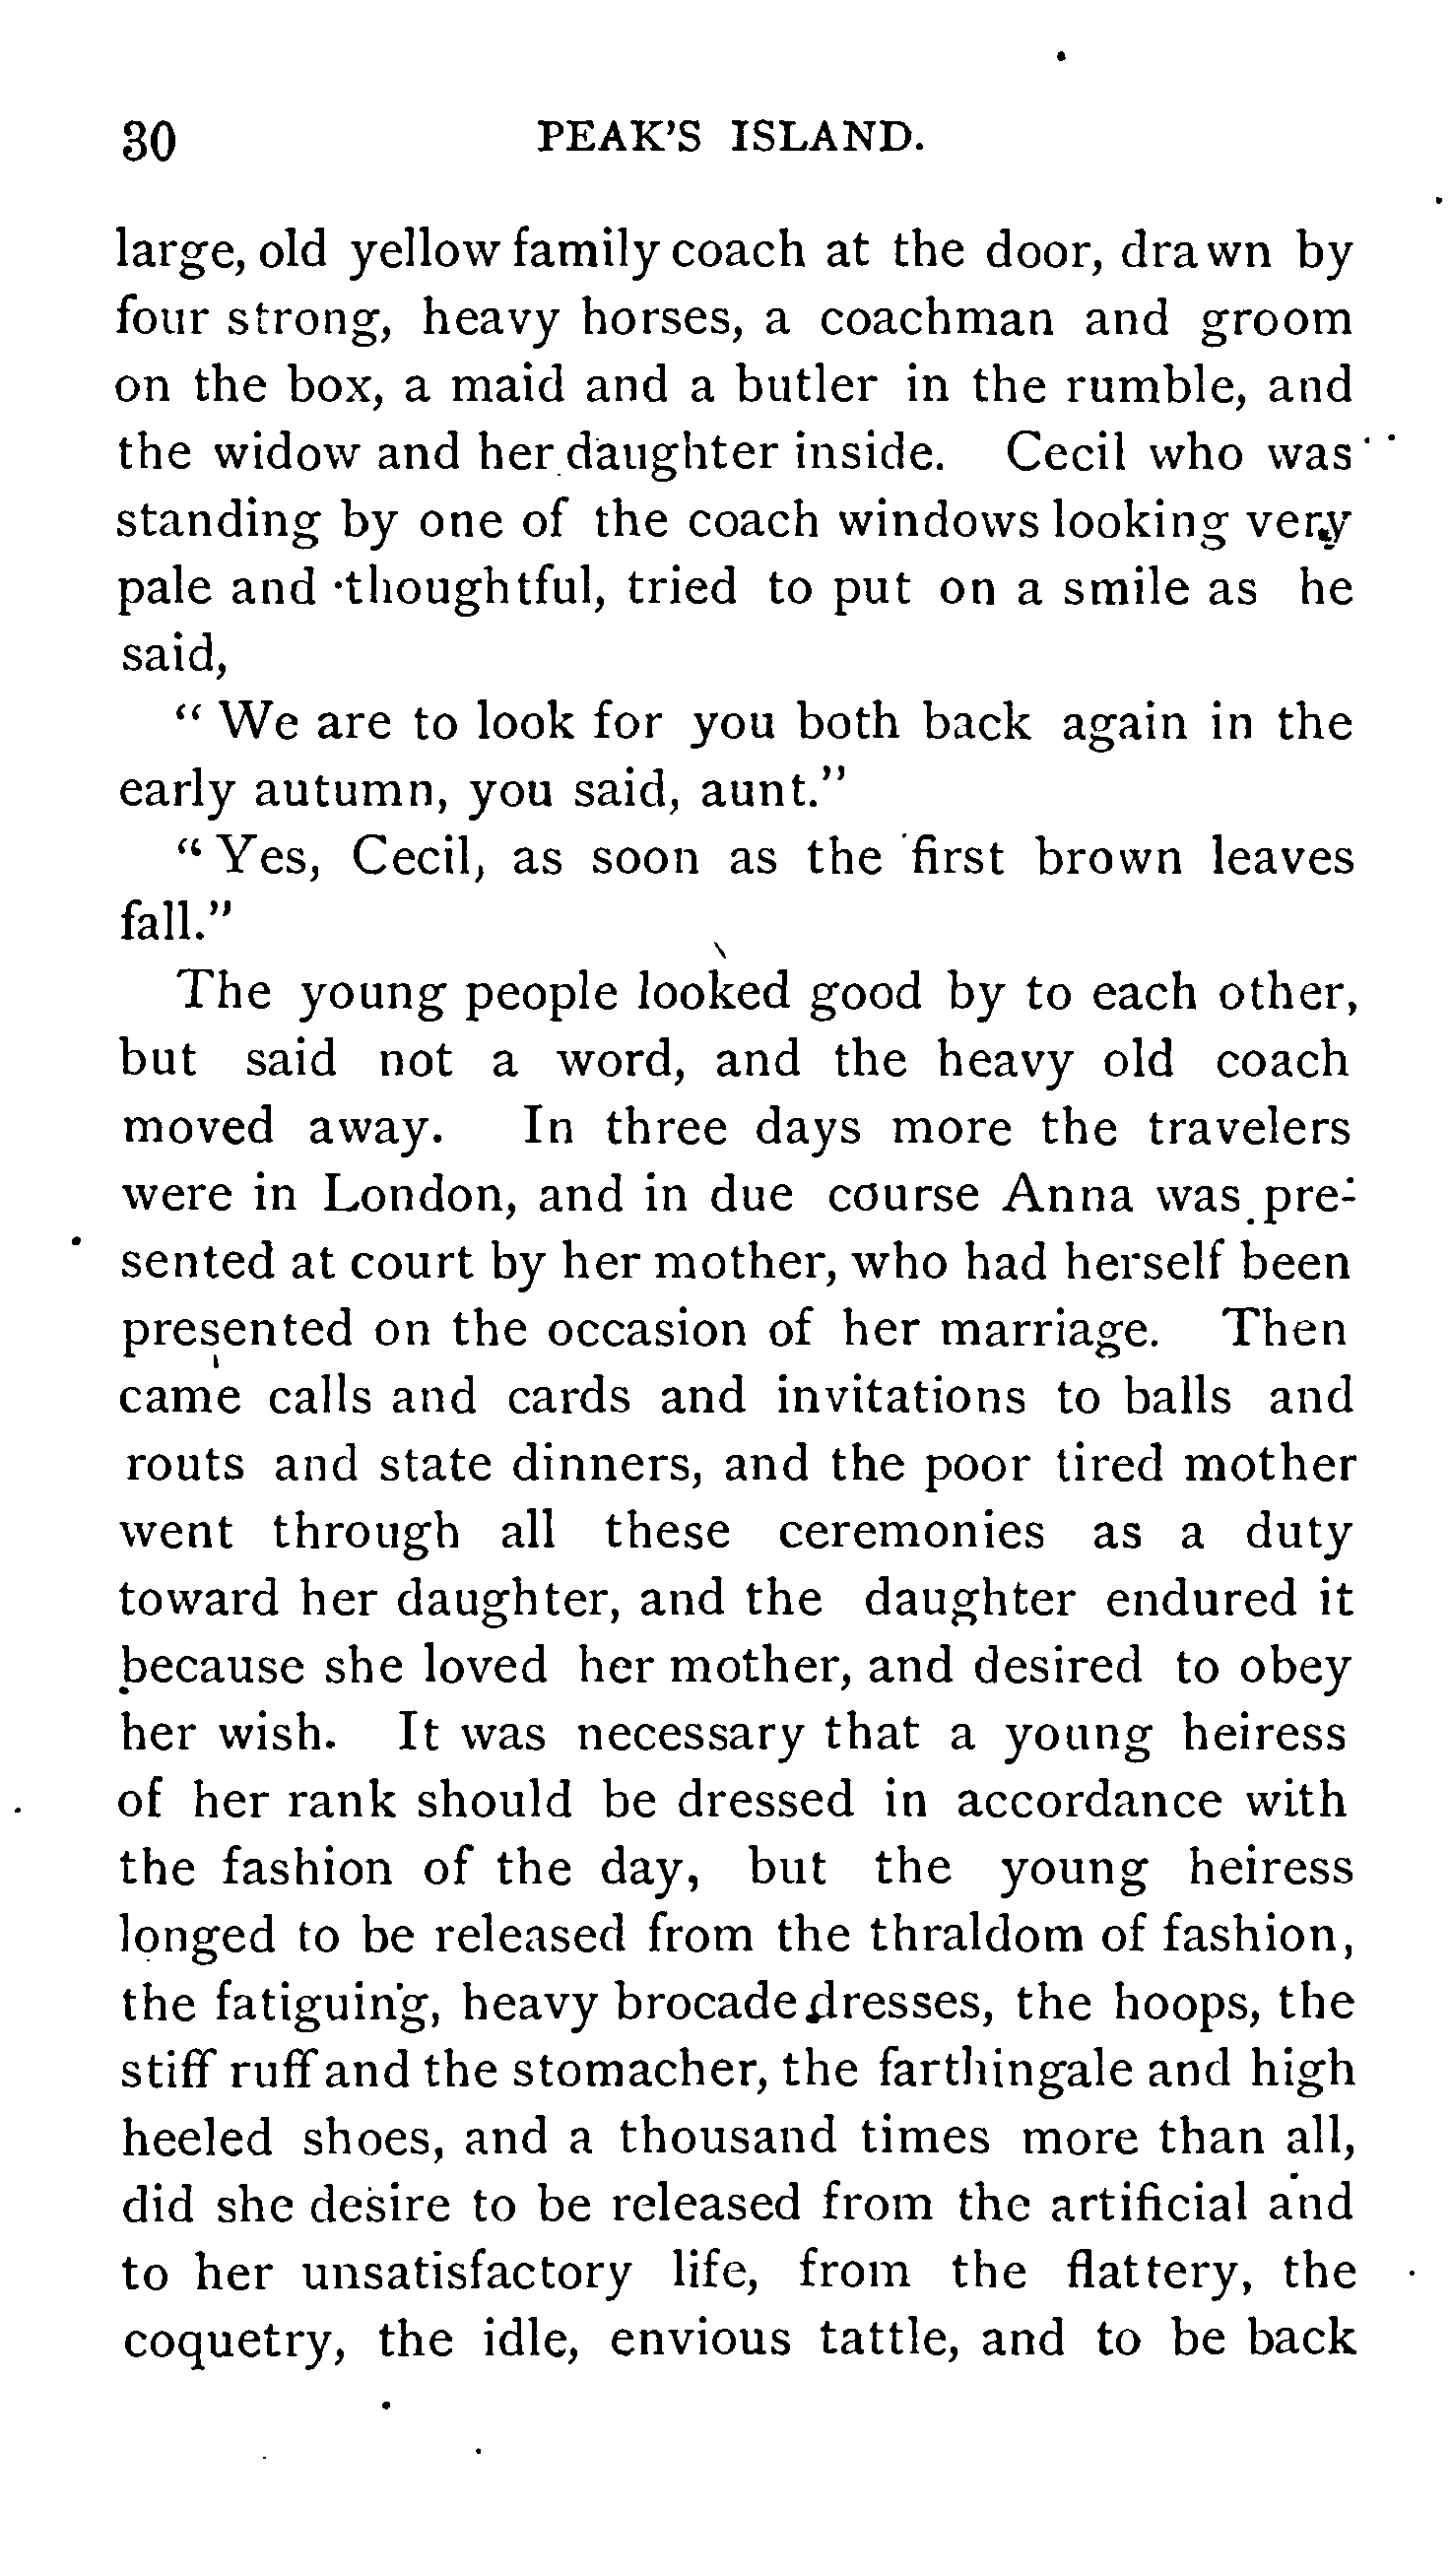 30 PEAK'S ISLAND.
large, old yellow family coach at the door, drawn by
four strong, heavy horses, a coachman and groom
on the box, a maid and a butler in the rumble, and
the widow and her daughter inside. Cecil who was
standing by one of the coach windows looking very
pale and thoughtful, tried to put on a smile as he
said,
"We are to look for you both back again in the
early autumn, you said, aunt."
"Yes, Cecil, as soon as the first brown leaves
fall."
The young people looked good by to each other,
but said not a word, and the heavy old coach
moved away. In three days more the travelers
were in London, and in due course Anna was pre-
sented at court by her mother, who had herself been
presented on the occasion of her marriage. Then
came calls and cards and invitations to balls and
routs and state dinners, and the poor tired mother
went through all these ceremonies as a duty
toward her daughter, and the daughter endured it
because she loved her mother, and desired to obey
her wish. It was necessary that a young heiress
of her rank should be dressed in accordance with
the fashion of the day, but the young heiress
longed to be released from the thraldom of fashion,
the fatiguing, heavy brocade dresses, the hoops, the
stiff ruff and the stomacher, the farthingale and high
heeled shoes, and a thousand times more than all,
did she desire to be released from the artificial and
to her unsatisfactory life, from the flattery, the
coquetry, the idle, envious tattle, and to be back